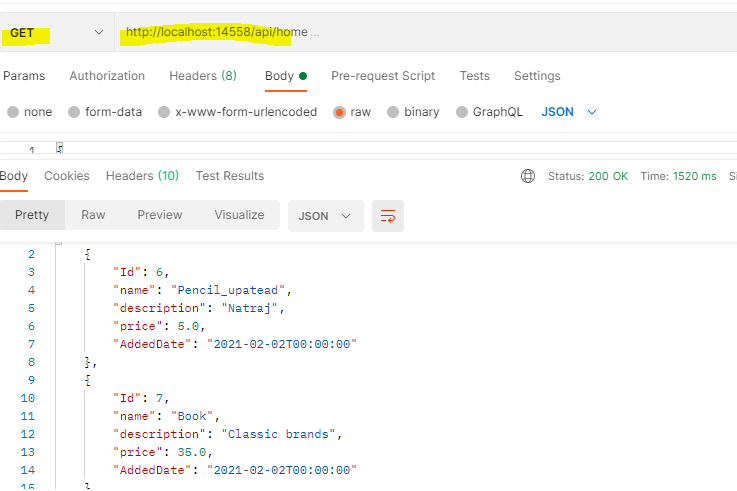 GET http://localhost:14558/api/home ...
Params Authorization Headers (8) Body Pre-request Script Tests Settings
none form-data x-www-form-urlencoded raw binary GraphQL JSON
1 {
Body Cookies Headers (10) Test Results Status: 200 OK Time: 1520 ms Si
Pretty Raw Preview Visualize JSON
2 {
3 "Id": 6,
4 "name": "Pencil_upatead",
5 "description": "Natraj",
6 "price": 5.0,
7 "AddedDate": "2021-02-02T00:00:00"
8 },
9 {
10 "Id": 7,
11 "name": "Book",
12 "description": "Classic brands",
13 "price": 35.0,
14 "AddedDate": "2021-02-02T00:00:00"
15 }